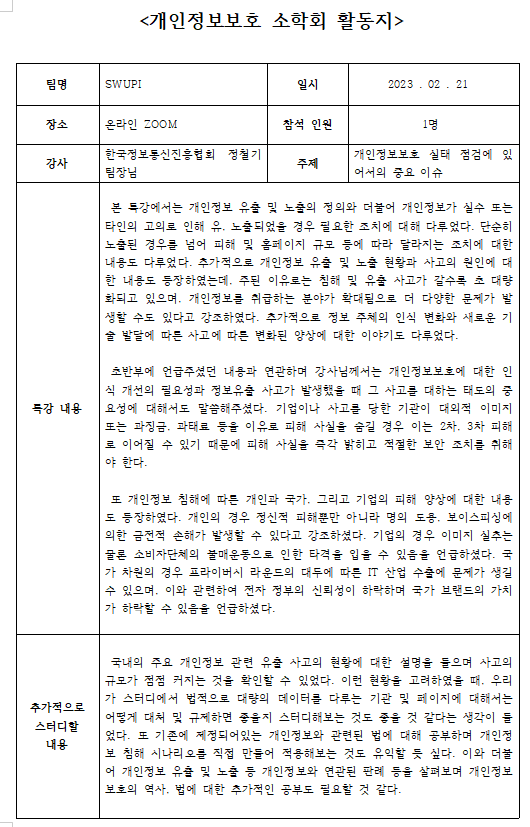 <개인정보보호 소학회 활동지>
팀명 SWUPI 일시 2023 . 02 . 21
장소 온라인 ZOOM 참석 인원 1명
강사 한국정보통신진흥협회 정철기 팀장님 주제 개인정보보호 실태 점검에 있어서의 중요 이슈
특강 내용
본 특강에서는 개인정보 유출 및 노출의 정의와 더불어 개인정보가 실수 또는
타인의 고의로 인해 유, 노출되었을 경우 필요한 조치에 대해 다루었다. 단순히
노출된 경우를 넘어 피해 및 홈페이지 규모 등에 따라 달라지는 조치에 대한
내용도 다루었다. 추가적으로 개인정보 유출 및 노출 현황과 사고의 원인에 대
한 내용도 등장하였는데, 주된 이유로는 침해 및 유출 사고가 갈수록 초 대량
화되고 있으며, 개인정보를 취급하는 분야가 확대됨으로 더 다양한 문제가 발
생할 수도 있다고 강조하였다. 추가적으로 정보 주체의 인식 변화와 새로운 기
술 발달에 따른 사고에 따른 변화된 양상에 대한 이야기도 다루었다.
초반부에 언급주셨던 내용과 연관하며 강사님께서는 개인정보보호에 대한 인
식 개선의 필요성과 정보유출 사고가 발생했을 때 그 사고를 대하는 태도의 중
요성에 대해서도 말씀해주셨다. 기업이나 사고를 당한 기관이 대외적 이미지
또는 과징금, 과태료 등을 이유로 피해 사실을 숨길 경우 이는 2차, 3차 피해
로 이어질 수 있기 때문에 피해 사실을 즉각 밝히고 적절한 보안 조치를 취해
야 한다.
또 개인정보 침해에 따른 개인과 국가, 그리고 기업의 피해 양상에 대한 내용
도 등장하였다. 개인의 경우 정신적 피해뿐만 아니라 명의 도용, 보이스피싱에
의한 금전적 손해가 발생할 수 있다고 강조하였다. 기업의 경우 이미지 실추는
물론 소비자단체의 불매운동으로 인한 타격을 입을 수 있음을 언급하셨다. 국
가 차원의 경우 프라이버시 라운드의 대두에 따른 IT 산업 수출에 문제가 생길
수 있으며, 이와 관련하여 전자 정부의 신뢰성이 하락하며 국가 브랜드의 가치
가 하락할 수 있음을 언급하셨다.
추가적으로
스터디할
내용
국내의 주요 개인정보 관련 유출 사고의 현황에 대한 설명을 들으며 사고의
규모가 점점 커지는 것을 확인할 수 있었다. 이런 현황을 고려하였을 때, 우리
가 스터디에서 법적으로 대량의 데이터를 다루는 기관 및 페이지에 대해서는
어떻게 대처 및 규제하면 좋을지 스터디해보는 것도 좋을 것 같다는 생각이 들
었다. 또 기존에 제정되어있는 개인정보와 관련된 법에 대해 공부하며 개인정
보 침해 시나리오를 직접 만들어 적용해보는 것도 유익할 듯 싶다. 이와 더불
어 개인정보 유출 및 노출 등 개인정보와 연관된 판례 등을 살펴보며 개인정보
보호의 역사, 법에 대한 추가적인 공부도 필요할 것 같다.